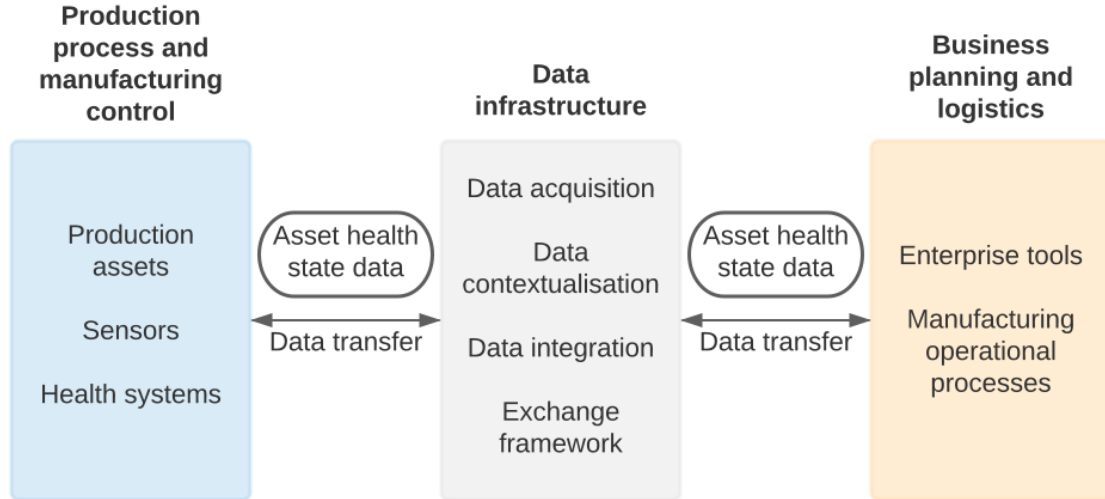 Production
process and
manufacturing
control
Production
assets
Sensors
Health systems
Asset health
state data
Data transfer
Data
infrastructure
Data acquisition
Data
contextualisation
Data integration
Exchange
framework
Asset health
state data
Data transfer
Business
planning and
logistics
Enterprise tools
Manufacturing
operational
processes